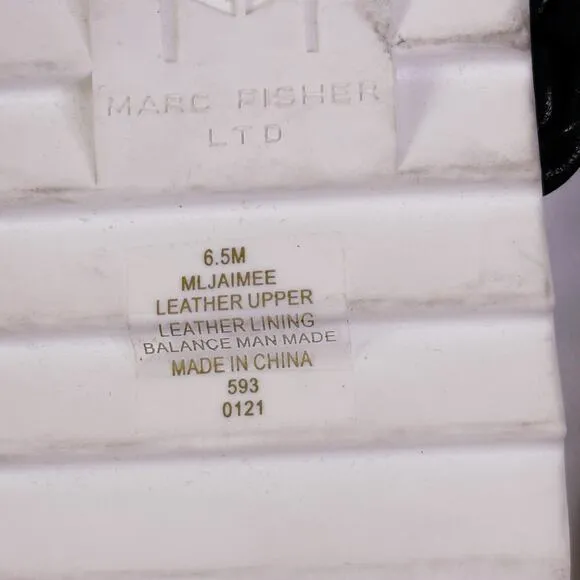 MARC FISHER
LTD
6.5M
MLJAIMEE
LEATHER UPPER
LEATHER LINING
BALANCE MAN MADE
MADE IN CHINA
593
0121